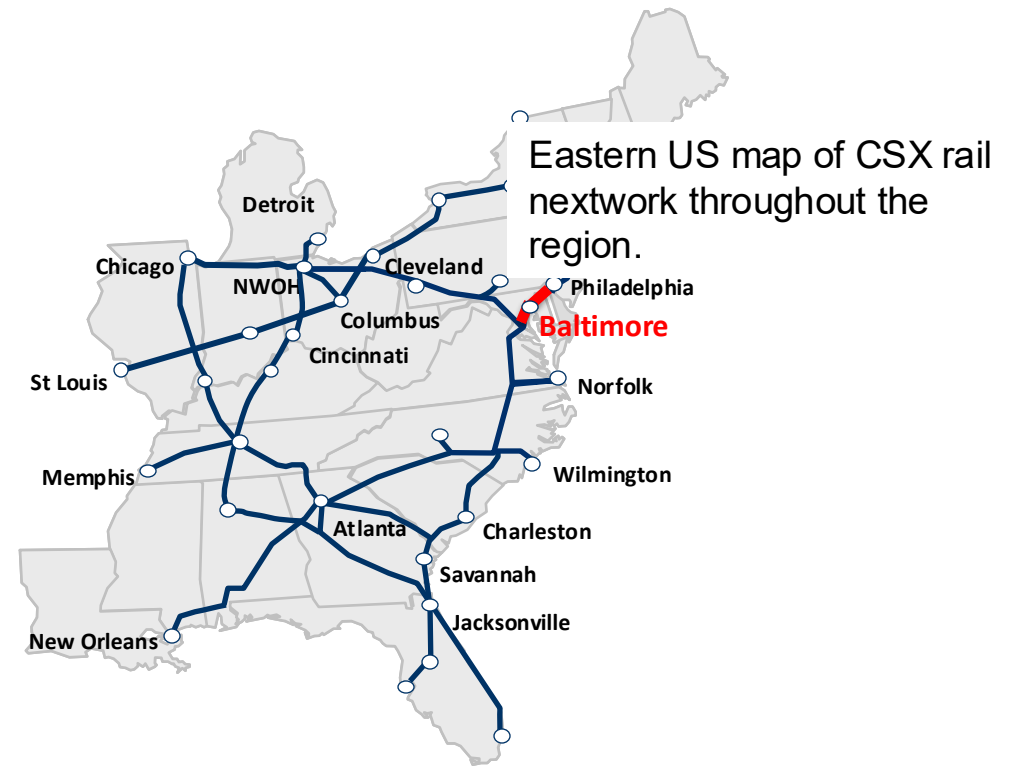 Eastern US map of CSX rail
nextwork throughout the
region.
Detroit
Chicago
Cleveland
NWOH
Philadelphia
Columbus
Baltimore
Cincinnati
St Louis
Norfolk
Memphis
Wilmington
Atlanta
Charleston
Savannah
Jacksonville
New Orleans